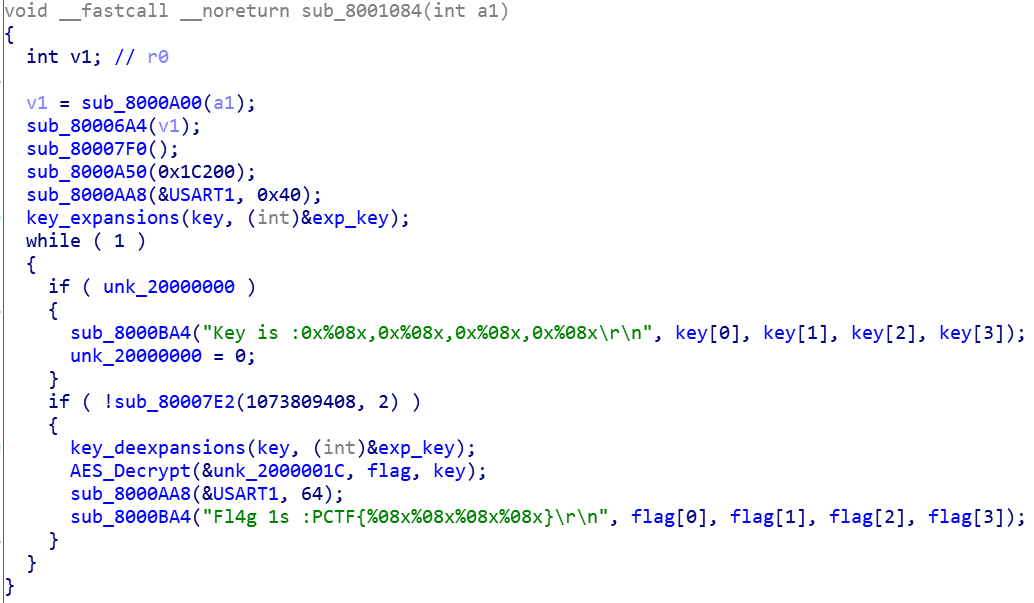 void __fastcall __noreturn sub_8001084(int a1)
{
  int v1; // r0

  v1 = sub_8000A00(a1);
  sub_80006A4(v1);
  sub_80007F0();
  sub_8000A50(0x1C200);
  sub_8000AA8(&USART1, 0x40);
  key_expansions(key, (int)&exp_key);
  while ( 1 )
  {
    if ( unk_20000000 )
    {
      sub_8000BA4("Key is :0x%08x,0x%08x,0x%08x,0x%08x\r\n", key[0], key[1], key[2], key[3]);
      unk_20000000 = 0;
    }
    if ( !sub_80007E2(1073809408, 2) )
    {
      key_deexpansions(key, (int)&exp_key);
      AES_Decrypt(&unk_2000001C, flag, key);
      sub_8000AA8(&USART1, 64);
      sub_8000BA4("Fl4g 1s :PCTF{%08x%08x%08x%08x}\r\n", flag[0], flag[1], flag[2], flag[3]);
    }
  }
}